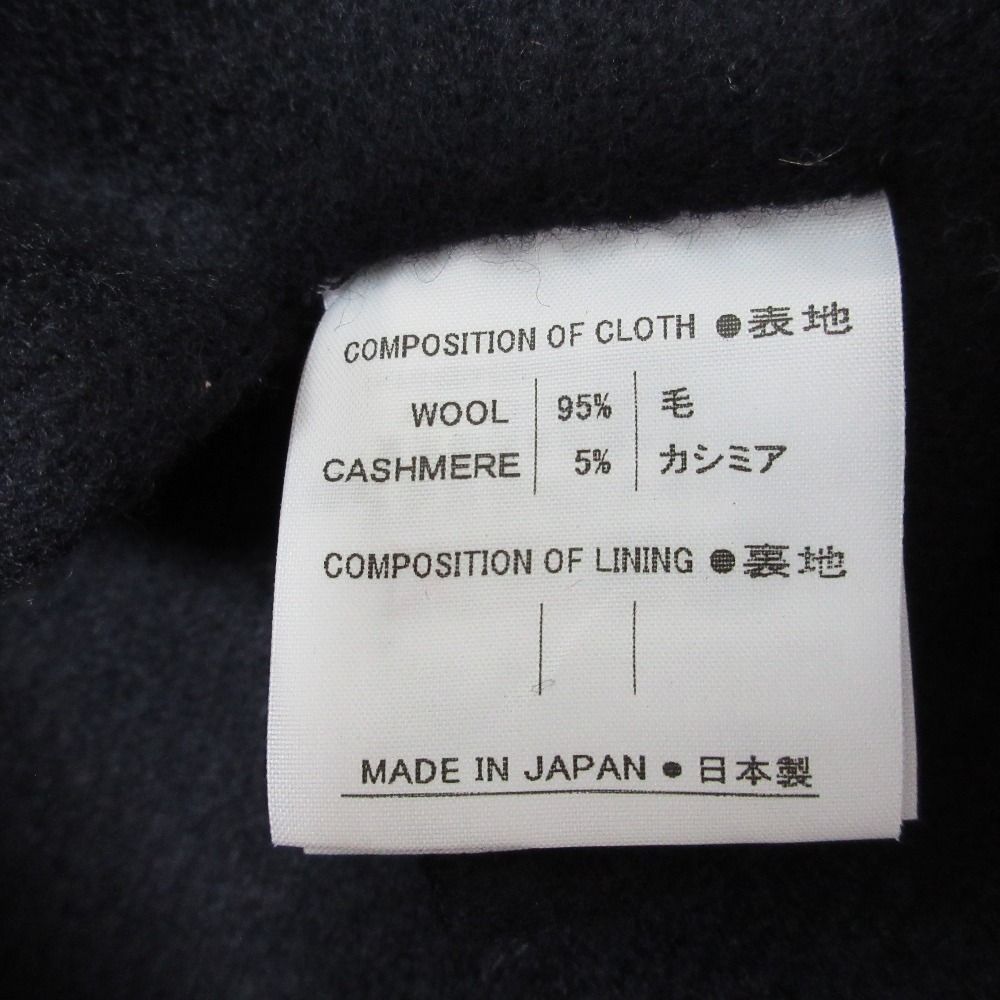 COMPOSITION OF CLOTH ●表地
WOOL 95% 毛
CASHMERE 5% カシミア
COMPOSITION OF LINING ●裏地
MADE IN JAPAN ● 日本製